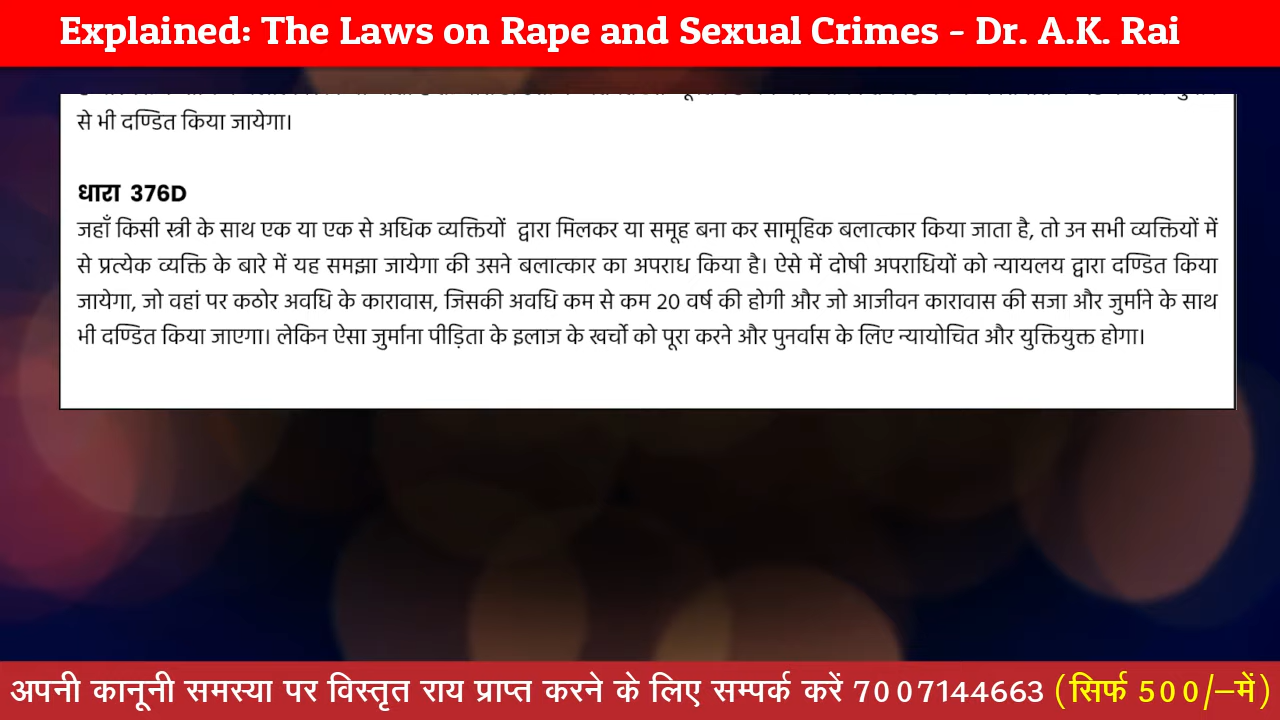 Explained: The Laws on Rape and Sexual Crimes - Dr. A.K. Rai
से भी दण्डित किया जायेगा।
धारा 376D
जहाँ किसी स्त्री के साथ एक या एक से अधिक व्यक्तियों द्वारा मिलकर या समूह बना कर सामूहिक बलात्कार किया जाता है, तो उन सभी व्यक्तियों में
से प्रत्येक व्यक्ति के बारे में यह समझा जायेगा की उसने बलात्कार का अपराध किया है। ऐसे में दोषी अपराधियों को न्यायलय द्वारा दण्डित किया
जायेगा, जो वहां पर कठोर अवधि के कारावास, जिसकी अवधि कम से कम 20 वर्ष की होगी और जो आजीवन कारावास की सजा और जुर्माने के साथ
भी दण्डित किया जाएगा। लेकिन ऐसा जुर्माना पीड़िता के इलाज के खर्चो को पूरा करने और पुनर्वास के लिए न्यायोचित और युक्तियुक्त होगा।
अपनी कानूनी समस्या पर विस्तृत राय प्राप्त करने के लिए सम्पर्क करें 7007144663 (सिर्फ 500/-में)